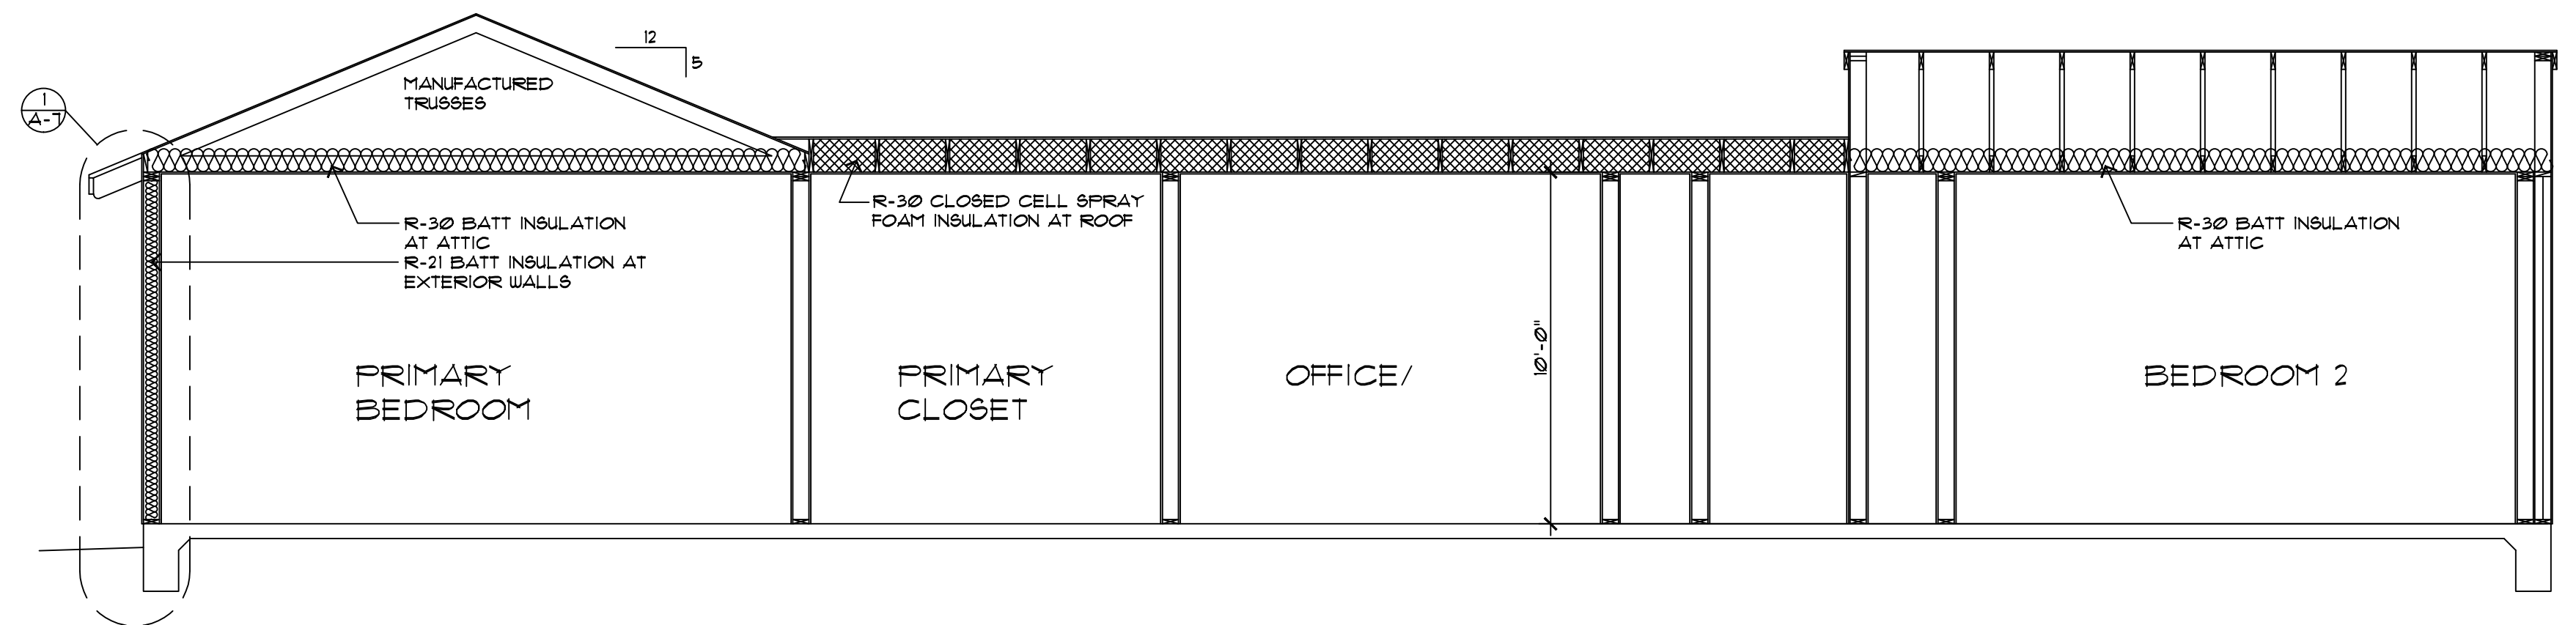 12
5
MANUFACTURED
TRUSSES
1
A-7
R-30 CLOSED CELL SPRAY
FOAM INSULATION AT ROOF
R-30 BATT INSULATION
AT ATTIC
R-21 BATT INSULATION AT
EXTERIOR WALLS
R-30 BATT INSULATION
AT ATTIC
10'-0"
PRIMARY
BEDROOM
PRIMARY
CLOSET
OFFICE/
BEDROOM 2